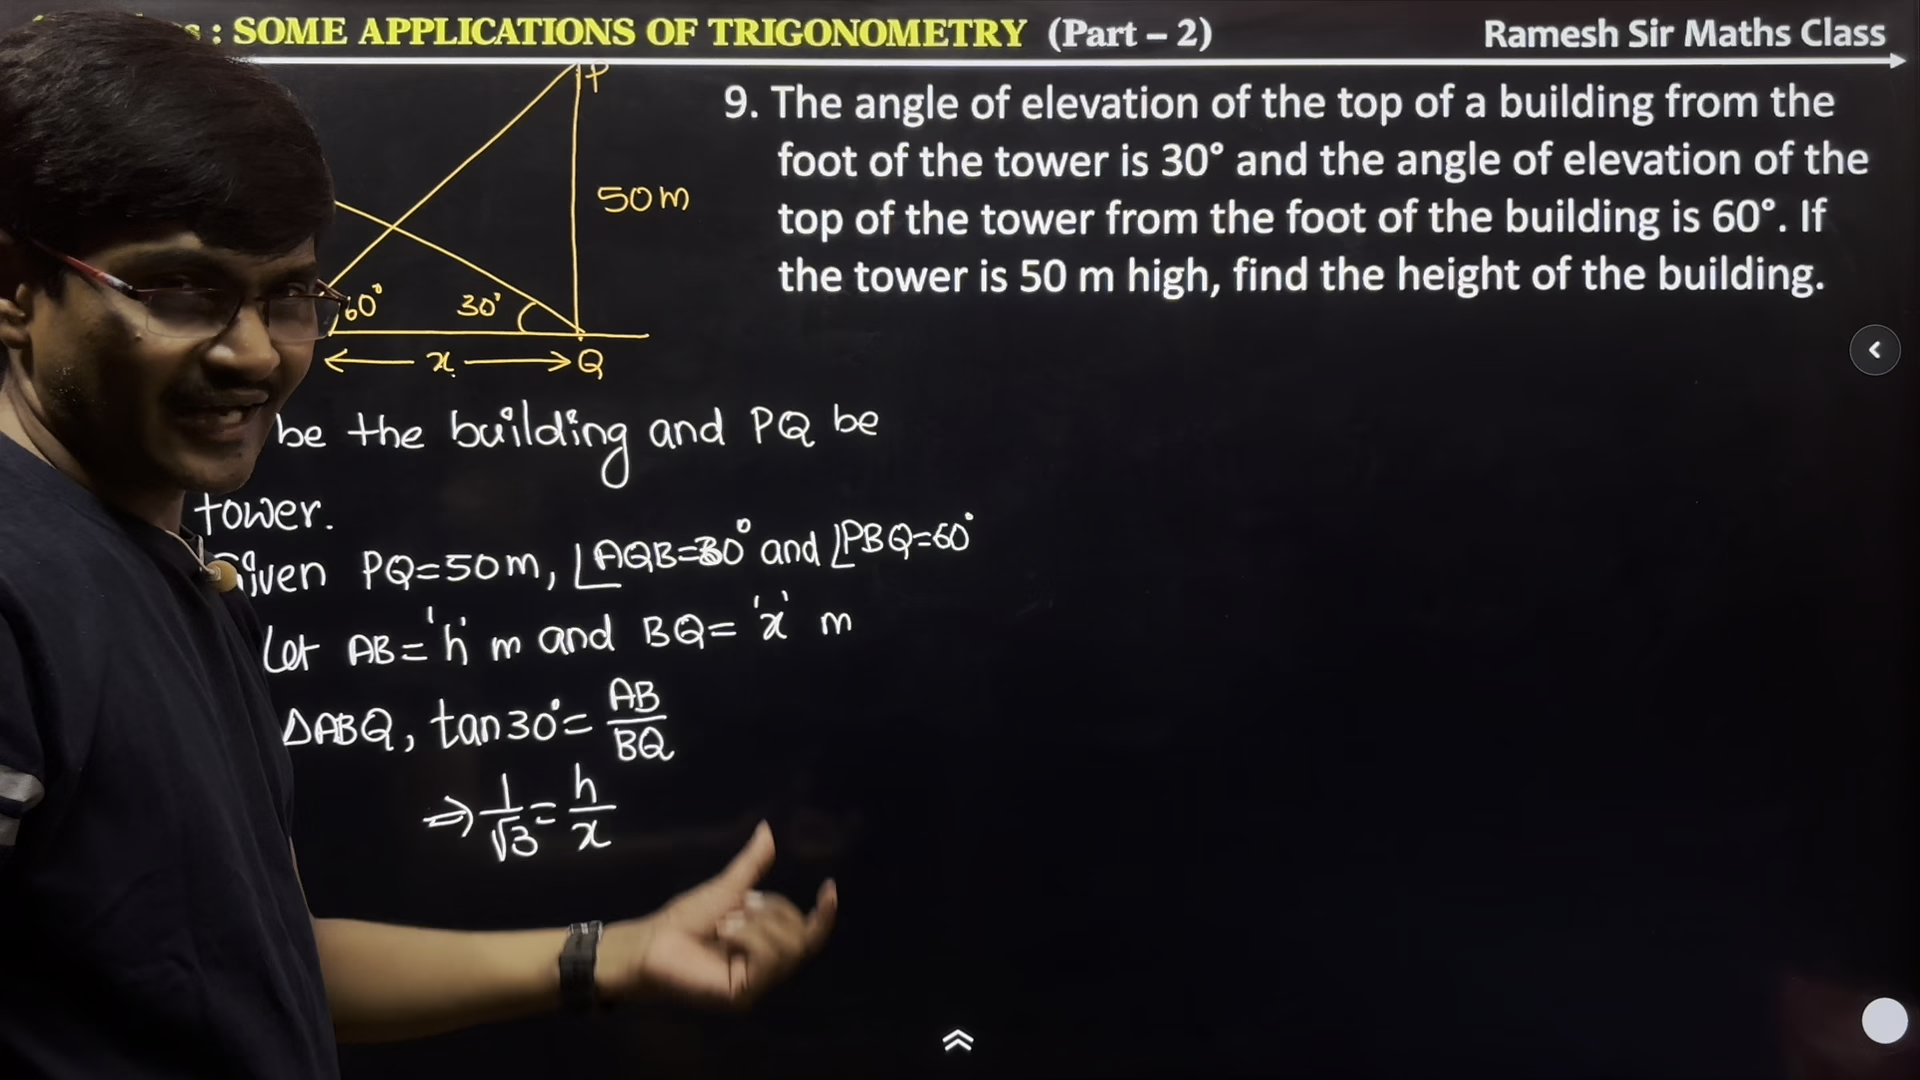 : SOME APPLICATIONS OF TRIGONOMETRY (Part – 2)
Ramesh Sir Maths Class
P
50 m
60°
30°
x
Q
9. The angle of elevation of the top of a building from the
foot of the tower is 30° and the angle of elevation of the
top of the tower from the foot of the building is 60°. If
the tower is 50 m high, find the height of the building.
be the building and PQ be
tower.
Given PQ=50m, ∠AQB=30° and ∠PBQ=60°
Let AB='h' m and BQ='x' m
ΔABQ, tan30°=AB/BQ
⇒ 1/√3=h/x